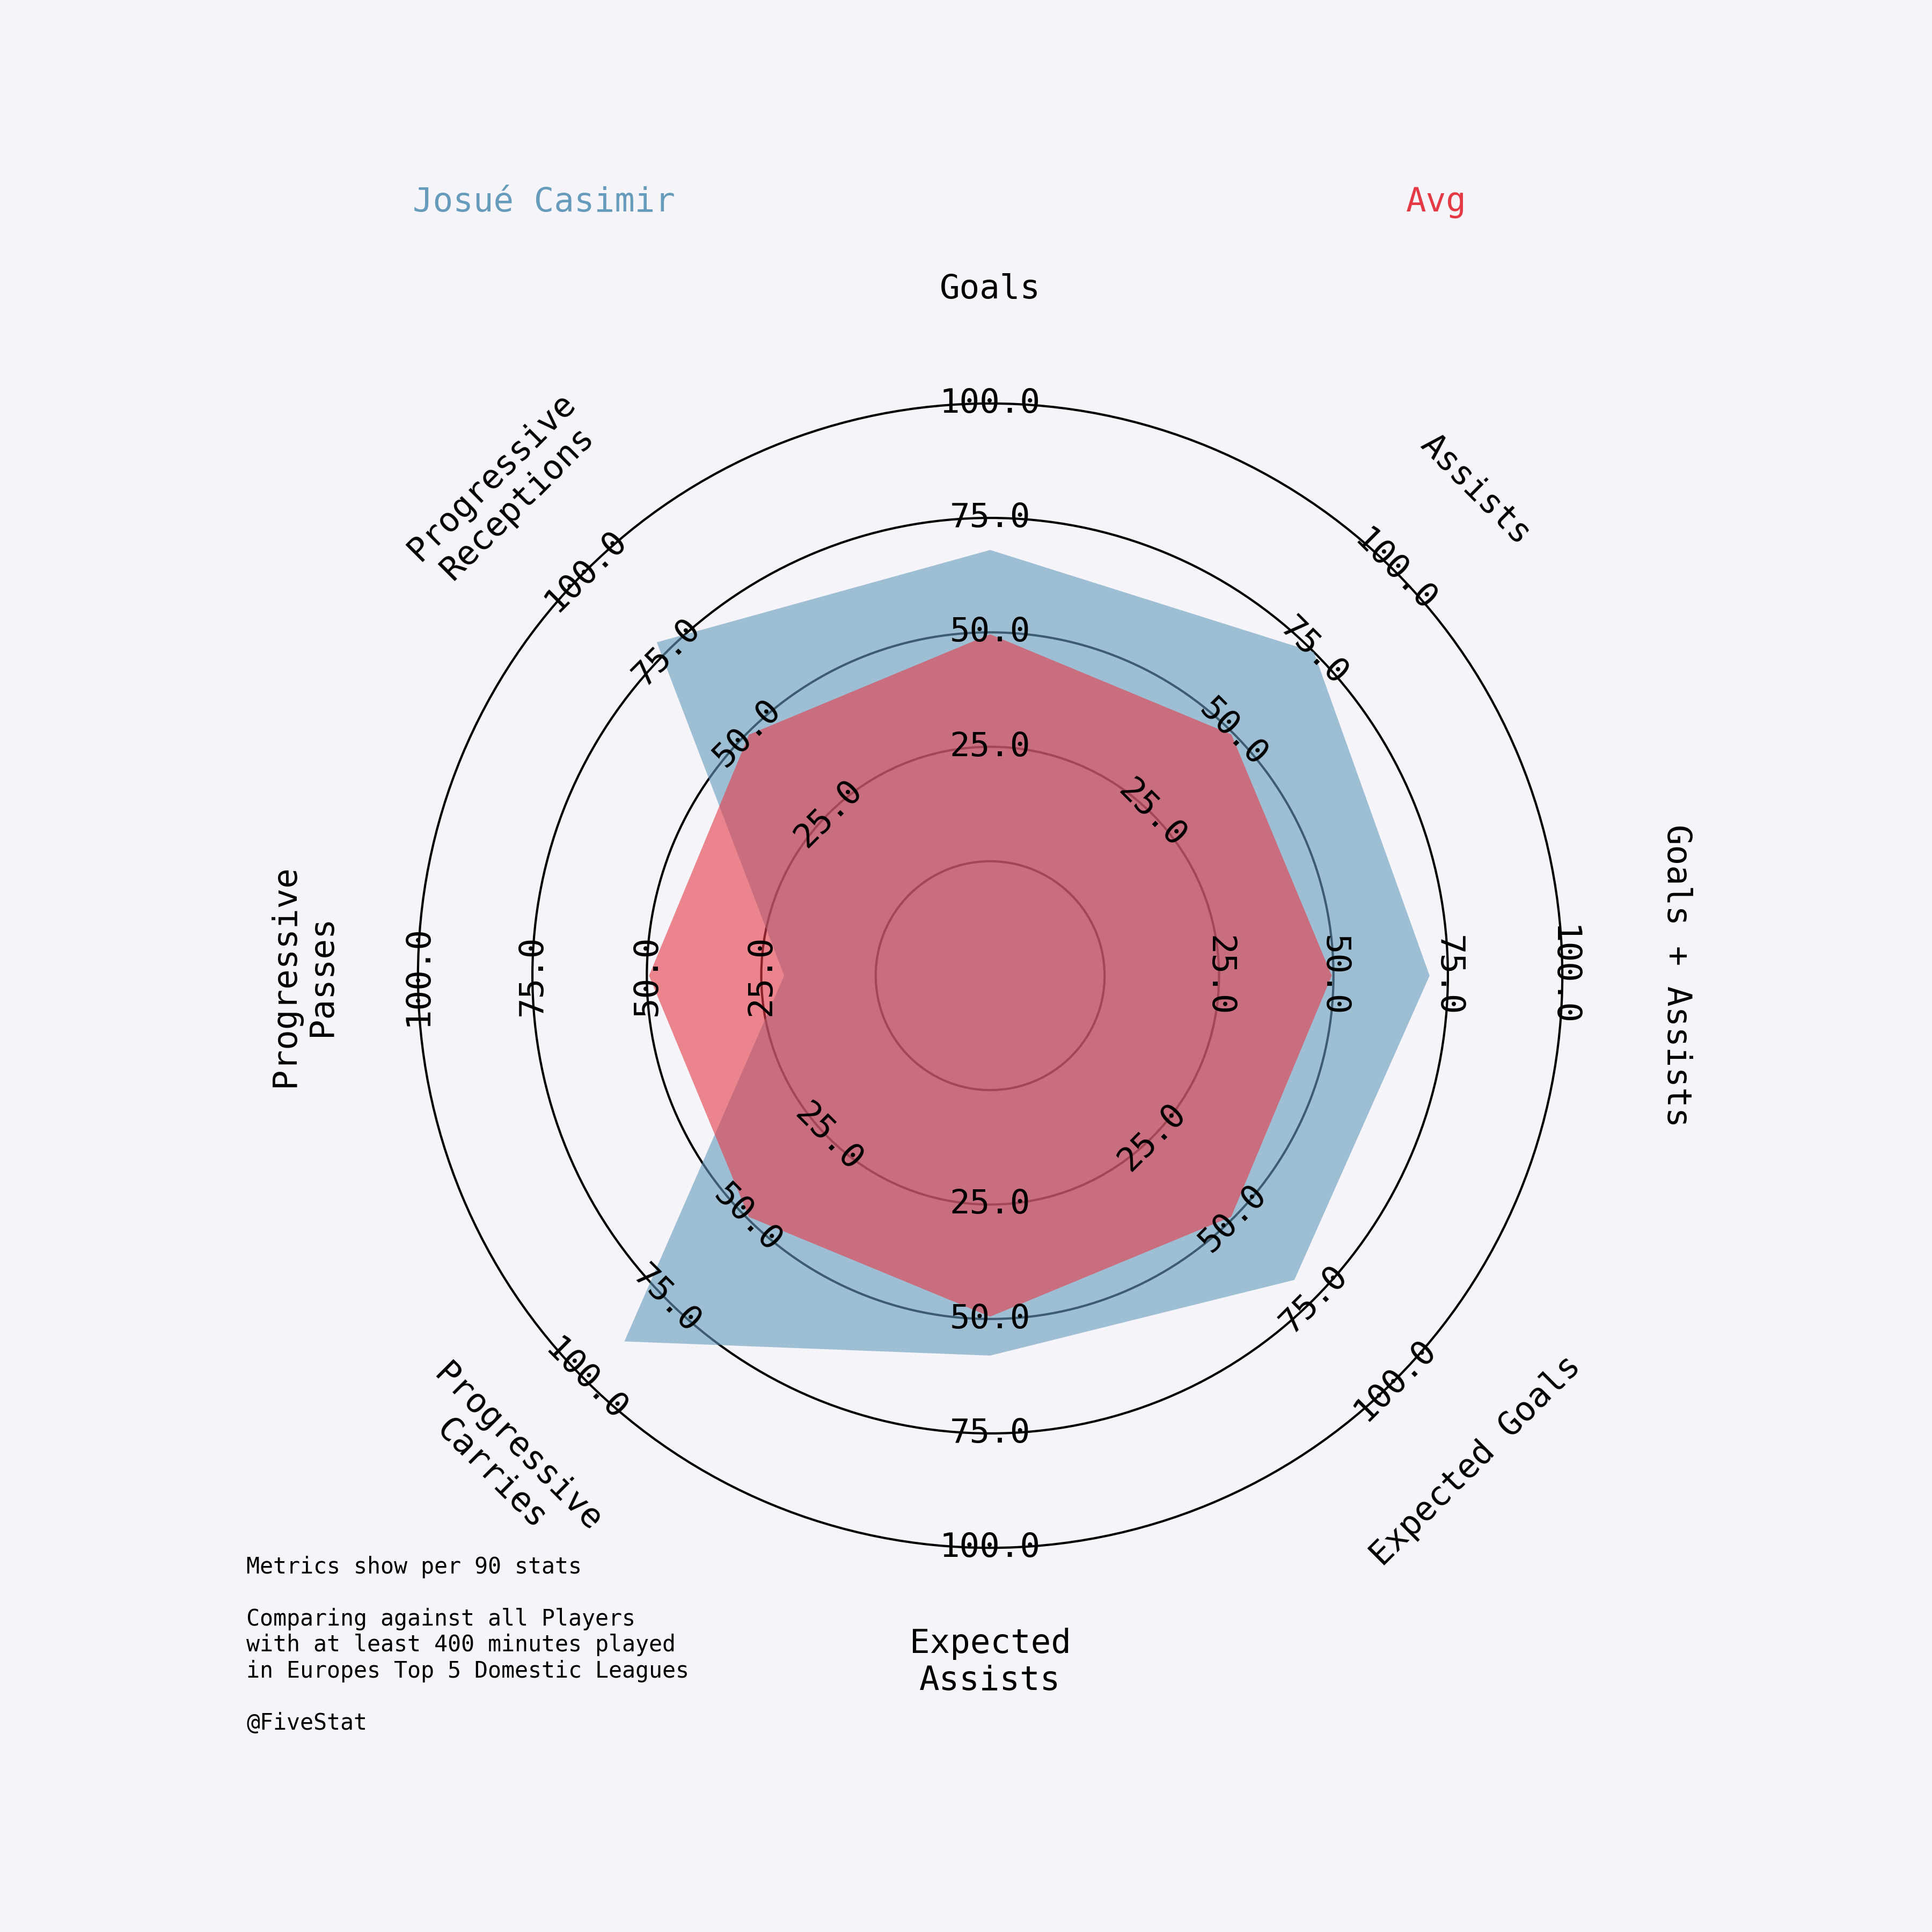 Josué Casimir
Avg
Goals
Assists
Goals + Assists
Expected Goals
Expected
Assists
Progressive
Carries
Progressive
Passes
Progressive
Receptions
25.0
50.0
75.0
100.0
25.0
50.0
75.0
100.0
25.0
50.0
75.0
100.0
25.0
50.0
75.0
100.0
25.0
50.0
75.0
100.0
25.0
50.0
75.0
100.0
25.0
50.0
75.0
100.0
25.0
50.0
75.0
100.0
Metrics show per 90 stats
Comparing against all Players
with at least 400 minutes played
in Europes Top 5 Domestic Leagues
@FiveStat